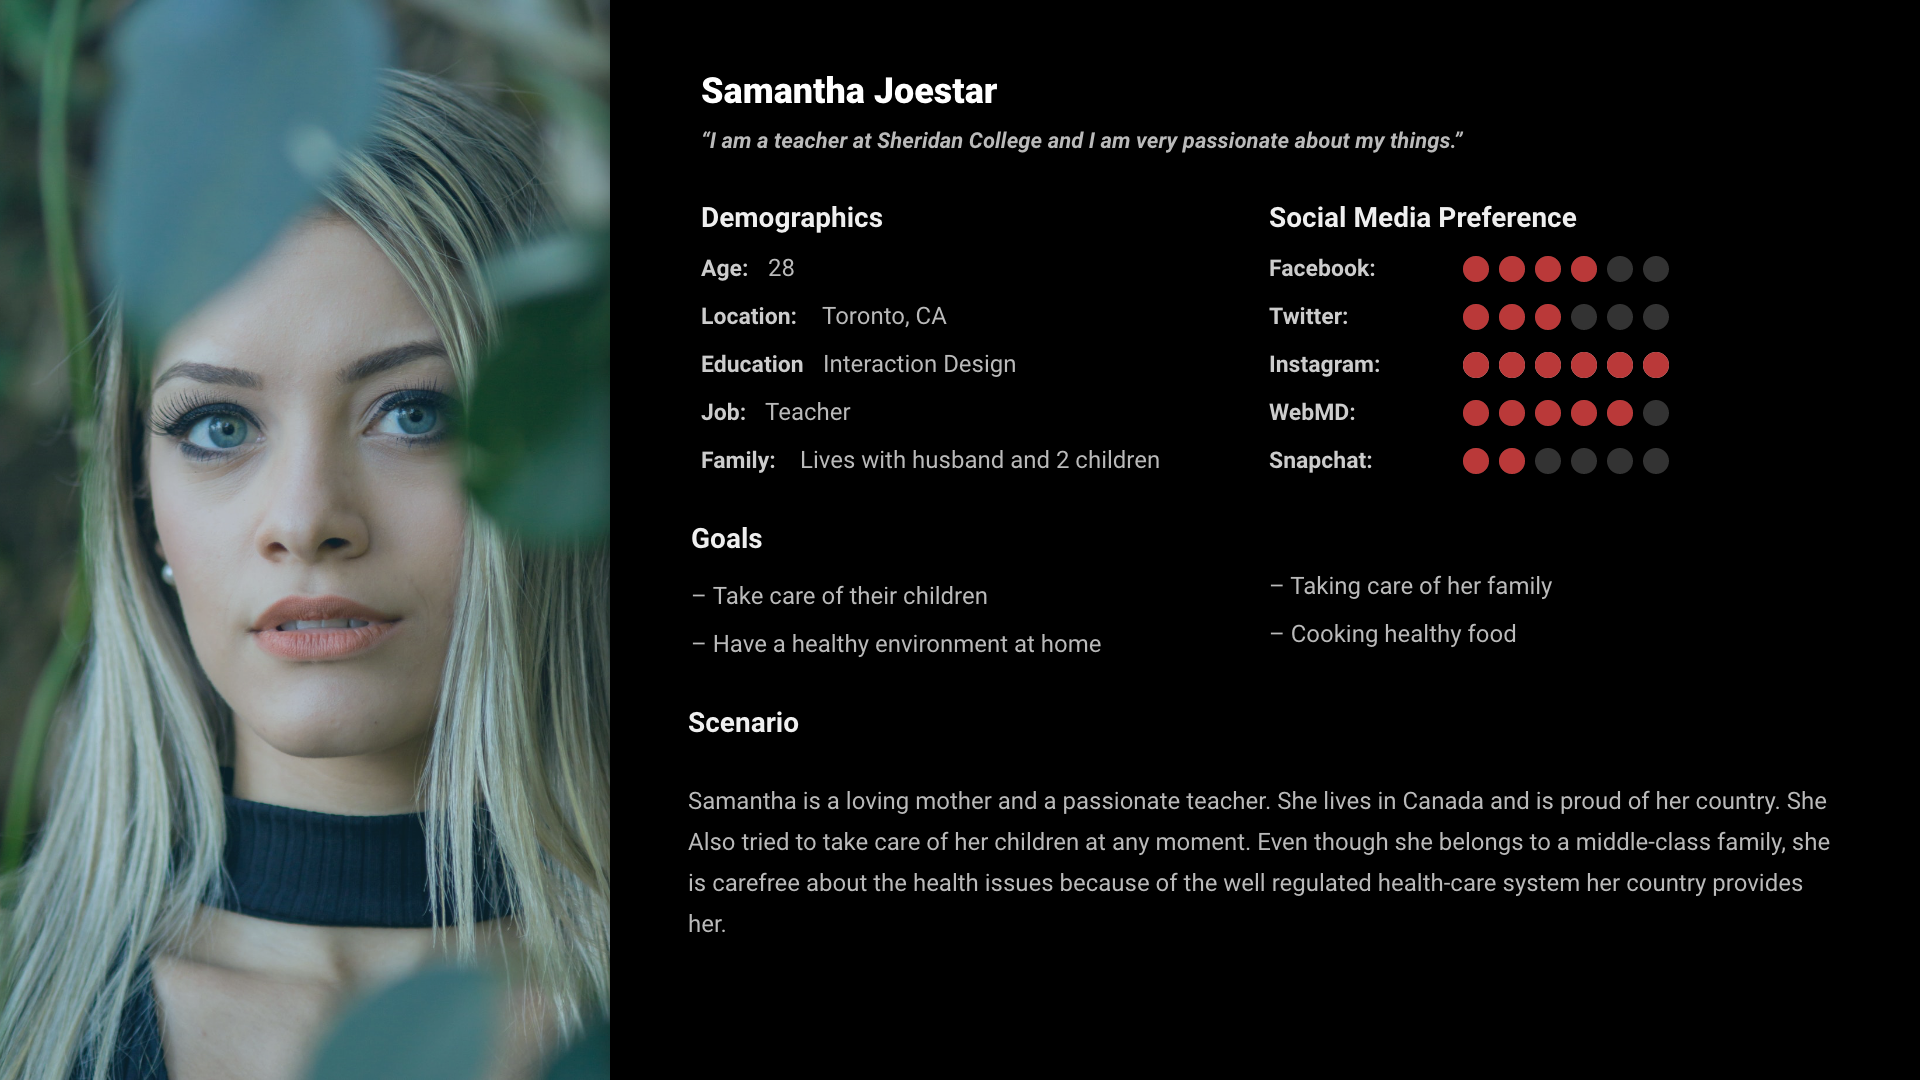 Samantha Joestar
“I am a teacher at Sheridan College and I am very passionate about my things.”
Demographics
Age: 28
Location: Toronto, CA
Education Interaction Design
Job: Teacher
Family: Lives with husband and 2 children
Social Media Preference
Facebook:
Twitter:
Instagram:
WebMD:
Snapchat:
Goals
– Take care of their children
– Have a healthy environment at home
– Taking care of her family
– Cooking healthy food
Scenario
Samantha is a loving mother and a passionate teacher. She lives in Canada and is proud of her country. She
Also tried to take care of her children at any moment. Even though she belongs to a middle-class family, she
is carefree about the health issues because of the well regulated health-care system her country provides
her.